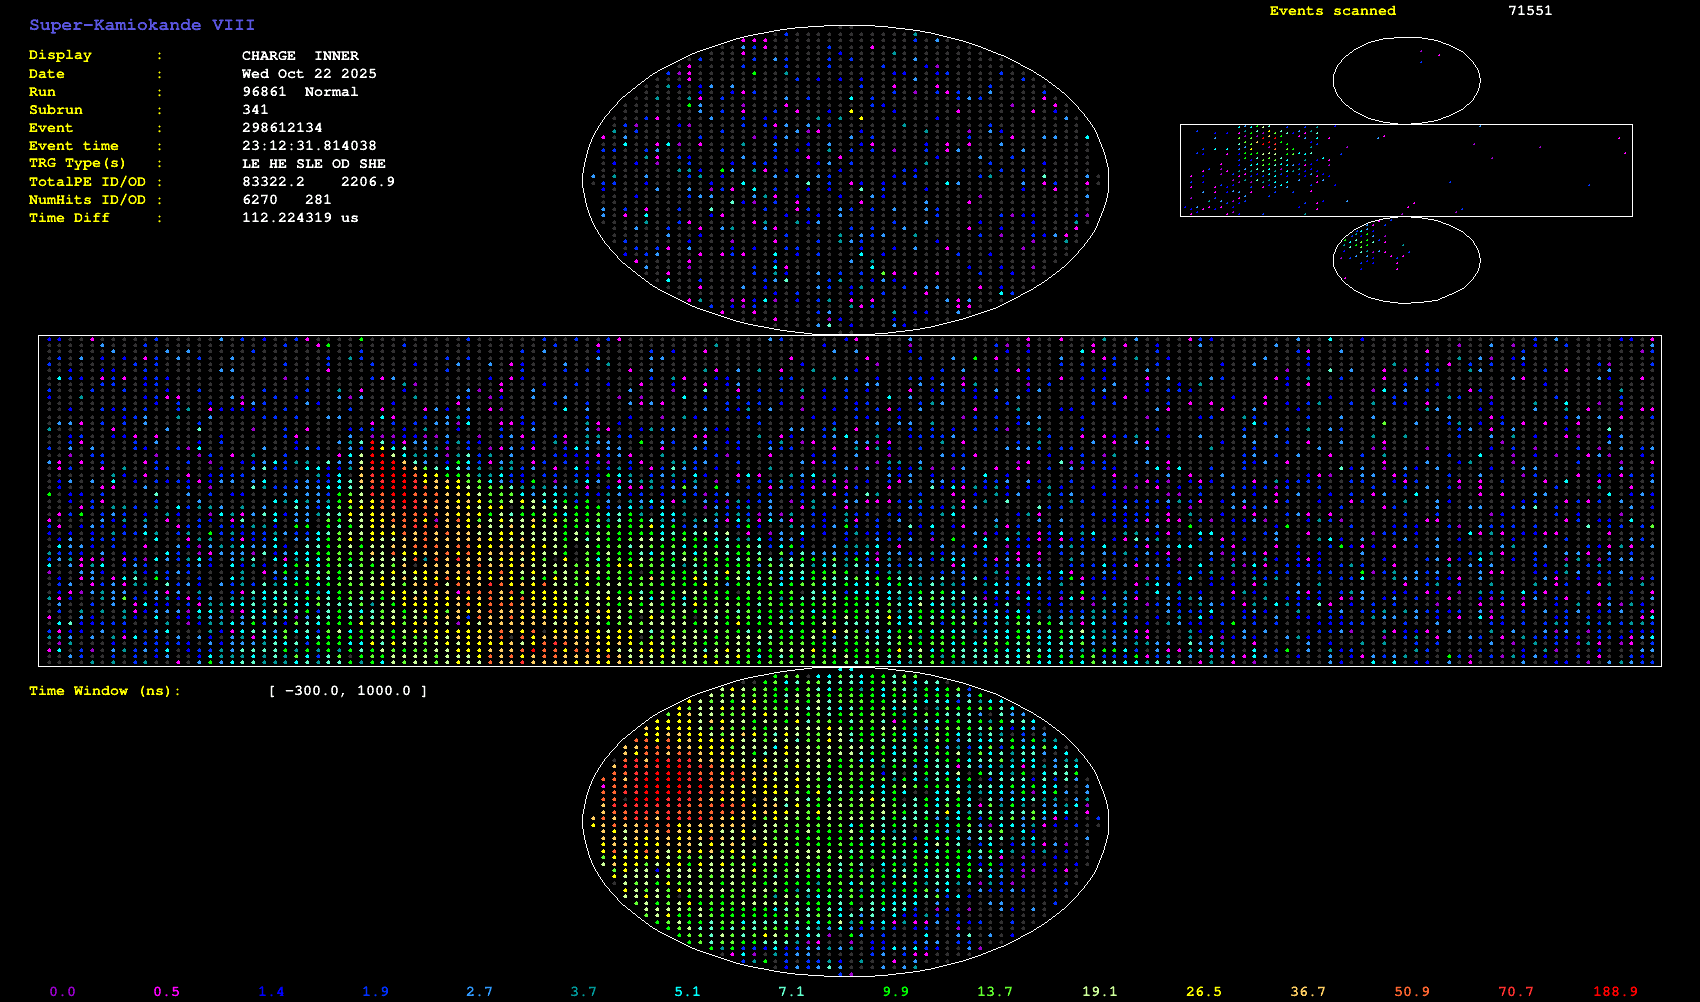 Super-Kamiokande VIII
Events scanned 71551
Display : CHARGE INNER
Date : Wed Oct 22 2025
Run : 96861 Normal
Subrun : 341
Event : 298612134
Event time : 23:12:31.814038
TRG Type(s) : LE HE SLE OD SHE
TotalPE ID/OD : 83322.2 2206.9
NumHits ID/OD : 6270 281
Time Diff : 112.224319 us
Time Window (ns): [ -300.0, 1000.0 ]
0.0 0.5 1.4 1.9 2.7 3.7 5.1 7.1 9.9 13.7 19.1 26.5 36.7 50.9 70.7 188.9